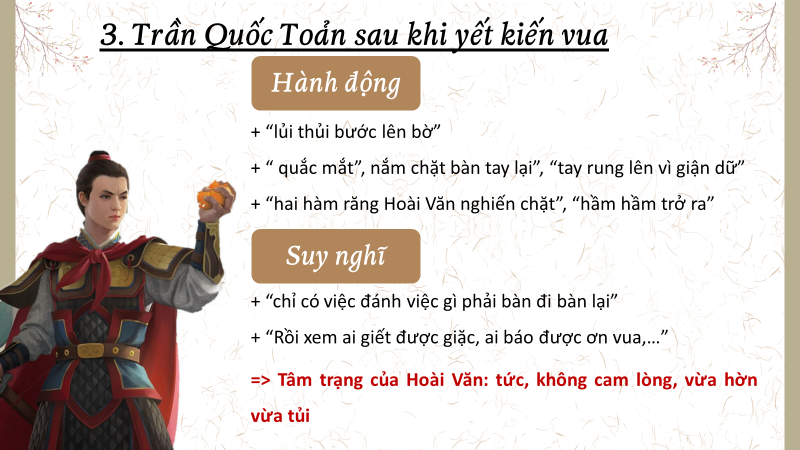 3. Trần Quốc Toản sau khi yết kiến vua
Hành động
+ “lủi thủi bước lên bờ”
+ “ quắc mắt”, nắm chặt bàn tay lại”, “tay rung lên vì giận dữ”
+ “hai hàm răng Hoài Văn nghiến chặt”, “hầm hầm trở ra”
Suy nghĩ
+ “chỉ có việc đánh việc gì phải bàn đi bàn lại”
+ “Rồi xem ai giết được giặc, ai báo được ơn vua,...”
=> Tâm trạng của Hoài Văn: tức, không cam lòng, vừa hờn
vừa tủi